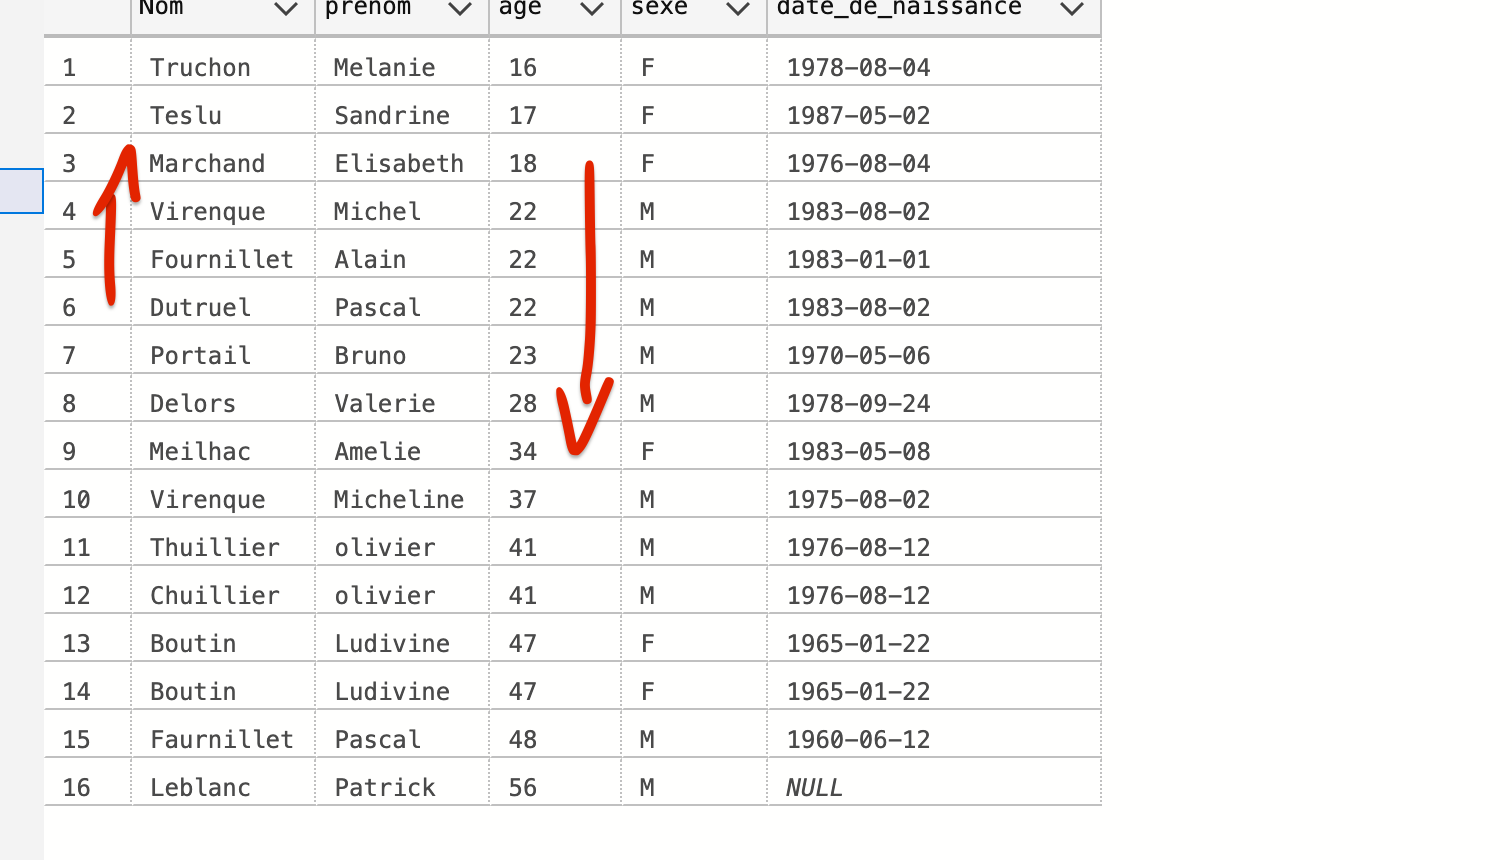 Nom prenom age sexe date_de_naissance
1 Truchon Melanie 16 F 1978-08-04
2 Teslu Sandrine 17 F 1987-05-02
3 Marchand Elisabeth 18 F 1976-08-04
4 Virenque Michel 22 M 1983-08-02
5 Fournillet Alain 22 M 1983-01-01
6 Dutruel Pascal 22 M 1983-08-02
7 Portail Bruno 23 M 1970-05-06
8 Delors Valerie 28 M 1978-09-24
9 Meilhac Amelie 34 F 1983-05-08
10 Virenque Micheline 37 M 1975-08-02
11 Thuillier olivier 41 M 1976-08-12
12 Chuillier olivier 41 M 1976-08-12
13 Boutin Ludivine 47 F 1965-01-22
14 Boutin Ludivine 47 F 1965-01-22
15 Faurnillet Pascal 48 M 1960-06-12
16 Leblanc Patrick 56 M NULL